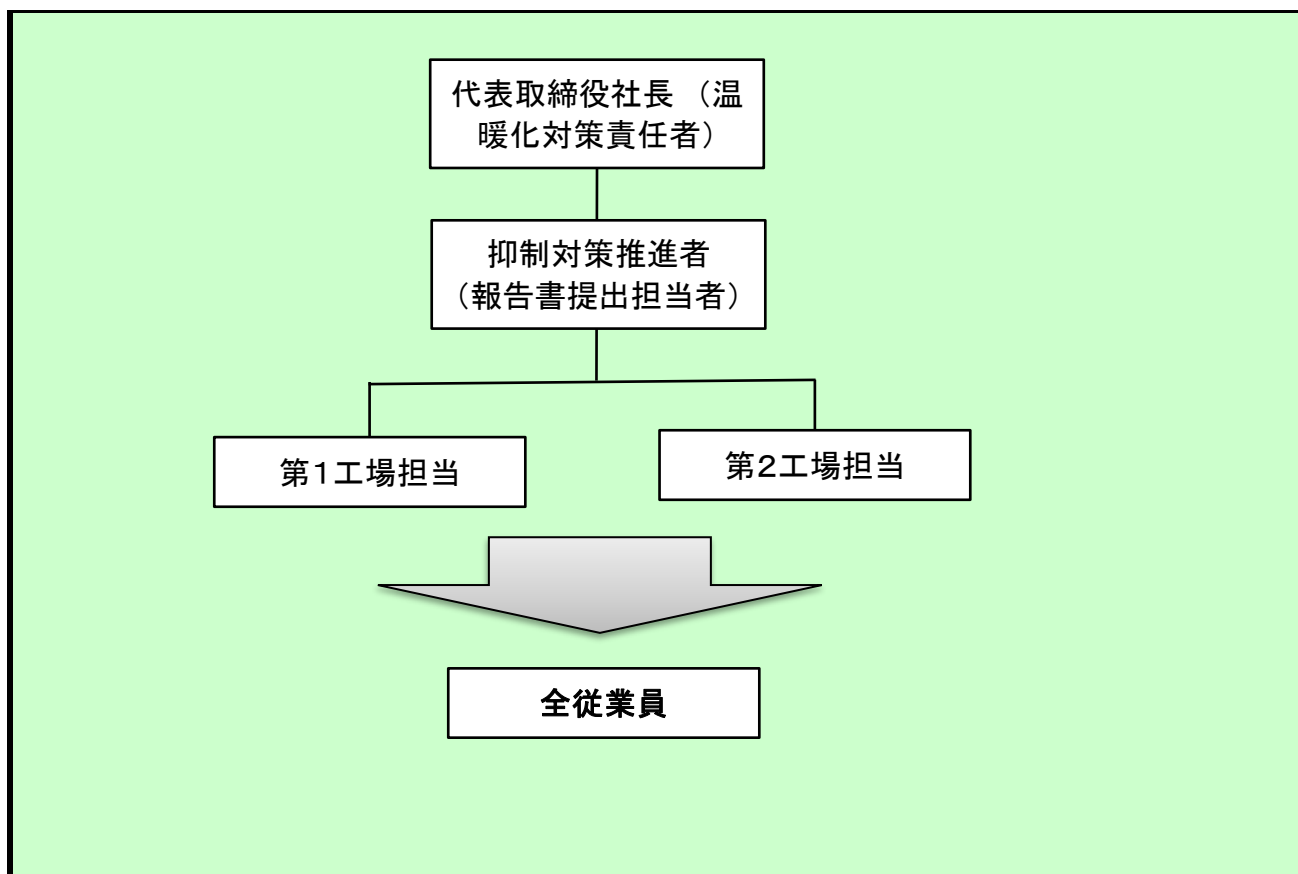 代表取締役社長 （温
暖化対策責任者）
抑制対策推進者
（報告書提出担当者）
第1工場担当
第2工場担当
全従業員